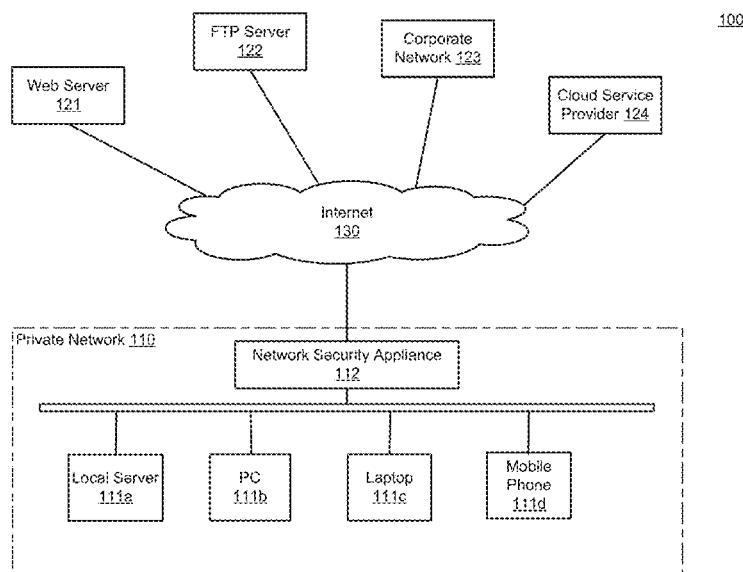 100
FTP Server
122
Corporate
Network 123
Web Server
121
Cloud Service
Provider 124
Internet
130
Private Network 110
Network Security Appliance
112
Local Server
111a
PC
111b
Laptop
111c
Mobile
Phone
111d